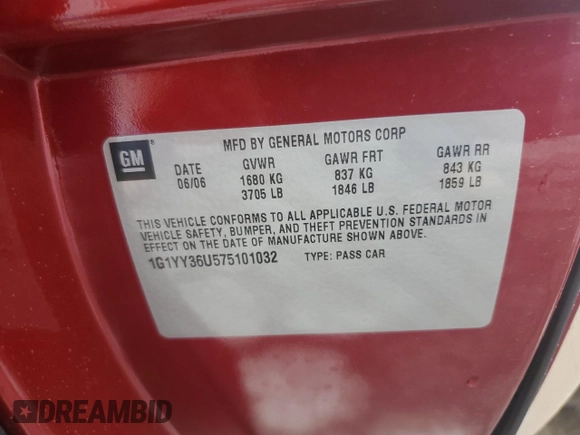 MFD BY GENERAL MOTORS CORP
GM
DATE GVWR GAWR FRT GAWR RR
06/06 1680 KG 837 KG 843 KG
3705 LB 1846 LB 1859 LB
THIS VEHICLE CONFORMS TO ALL APPLICABLE U.S. FEDERAL MOTOR
VEHICLE SAFETY, BUMPER, AND THEFT PREVENTION STANDARDS IN
EFFECT ON THE DATE OF MANUFACTURE SHOWN ABOVE.
1G1YY36U575101032 TYPE: PASS CAR
DREAMBID